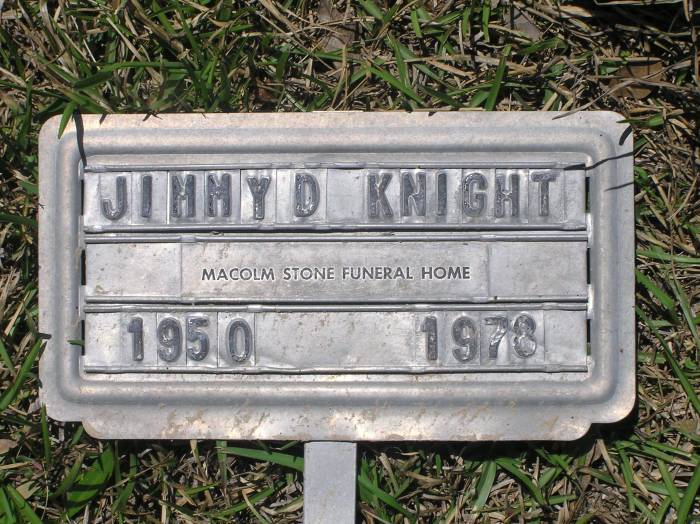 JIMMY D KNIGHT
MACOLM STONE FUNERAL HOME
1950 1978